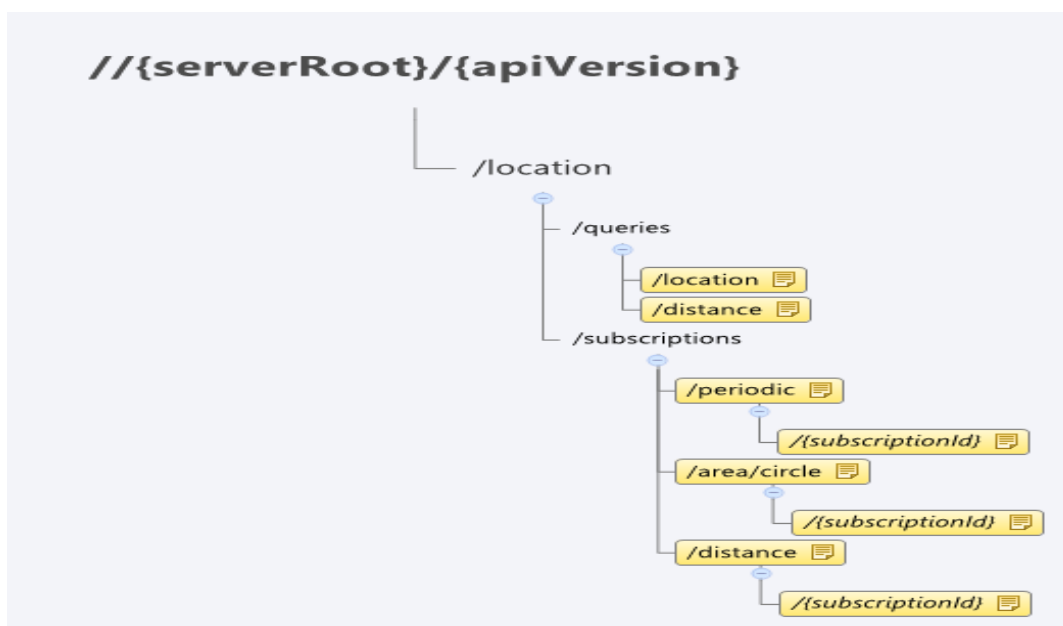 //{serverRoot}/{apiVersion}
/location
/queries
/location
/distance
/subscriptions
/periodic
/{subscriptionId}
/area/circle
/{subscriptionId}
/distance
/{subscriptionId}